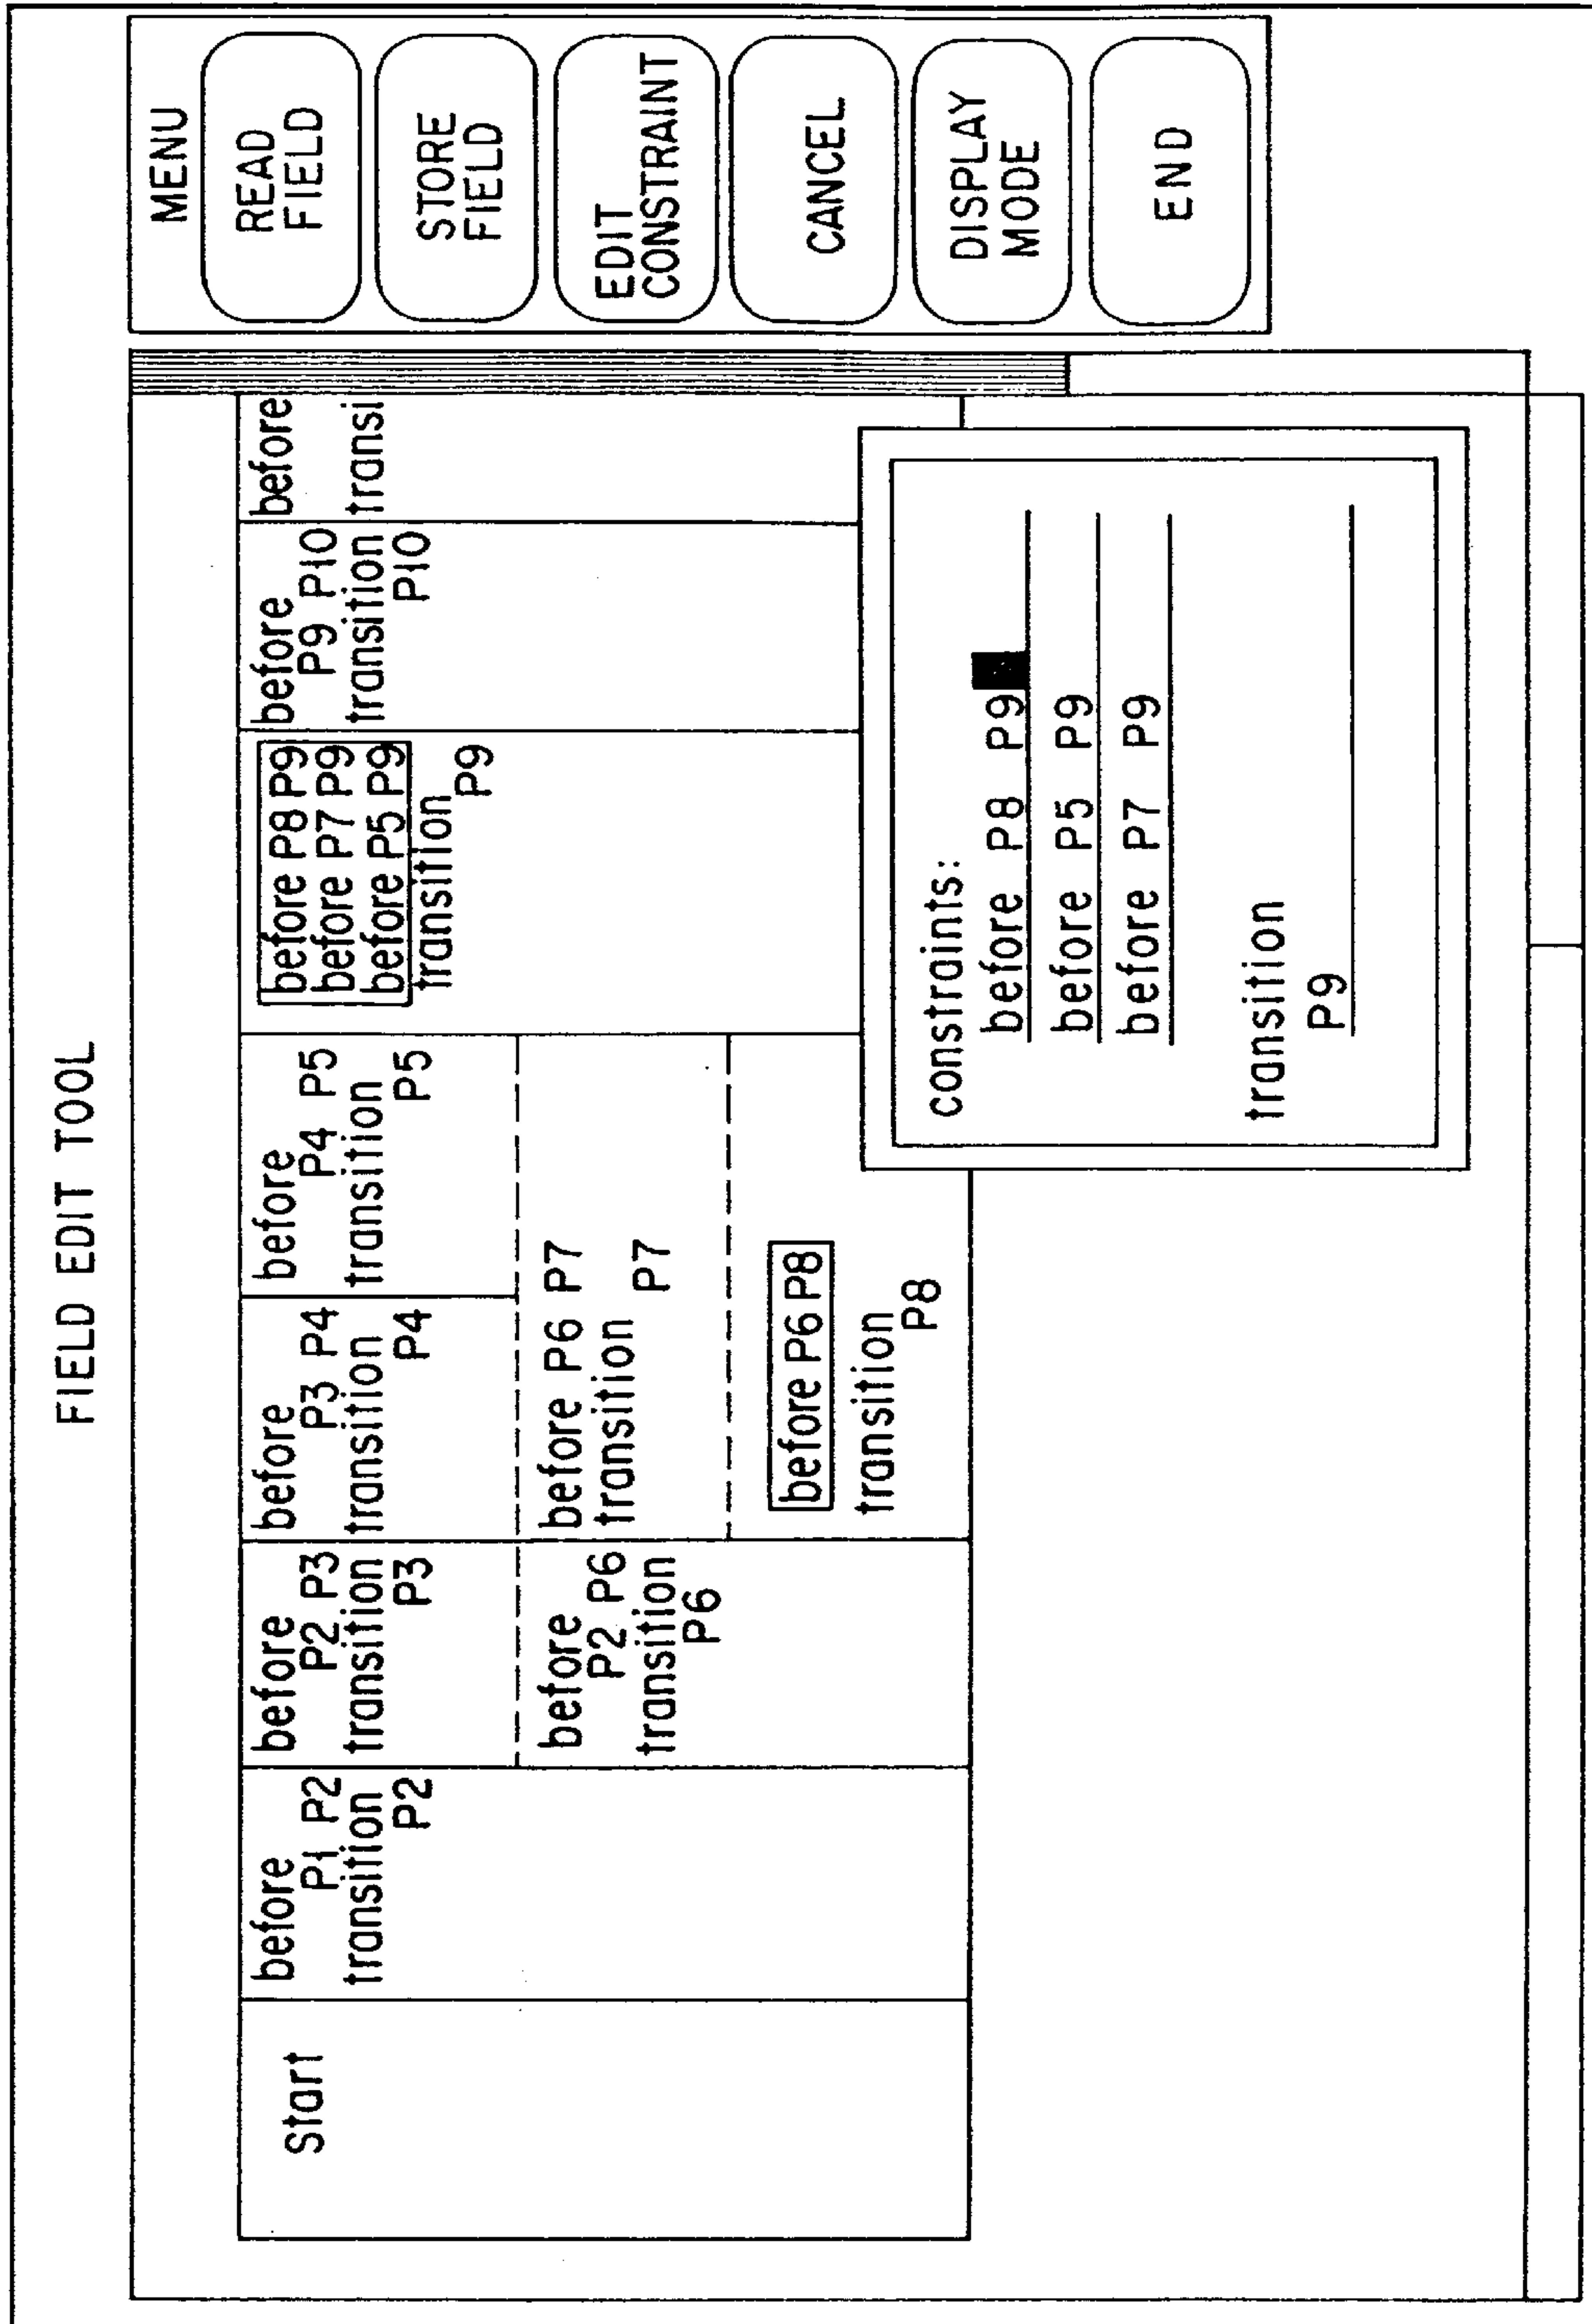 FIELD EDIT TOOL
Start
before
P1 P2
transition
P2
before
P2 P3
transition
P3
before
P2 P6
transition
P6
before
P3 P4
transition
P4
before
P4 P5
transition
P5
before P6 P7
transition
P7
before P6 P8
transition
P8
before P8 P9
before P7 P9
before P5 P9
transition
P9
before
P9 P10
transition
P10
before
transi
constraints:
before P8 P9
before P5 P9
before P7 P9
transition
P9
MENU
READ
FIELD
STORE
FIELD
EDIT
CONSTRAINT
CANCEL
DISPLAY
MODE
END